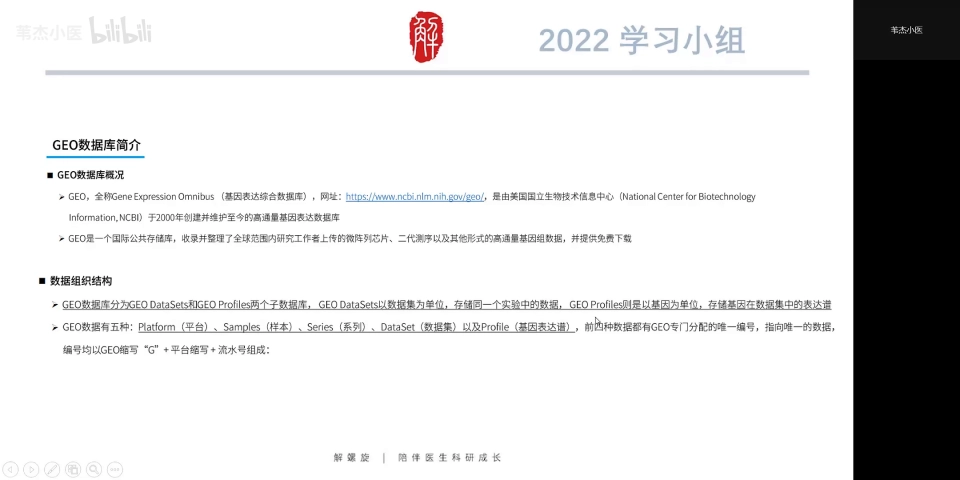 苇杰小医 bilibili
解
2022 学习小组
苇杰小医
GEO数据库简介
■ GEO数据库概况
➢ GEO，全称Gene Expression Omnibus （基因表达综合数据库），网址：https://www.ncbi.nlm.nih.gov/geo/，是由美国国立生物技术信息中心（National Center for Biotechnology
Information, NCBI）于2000年创建并维护至今的高通量基因表达数据库
➢ GEO是一个国际公共存储库，收录并整理了全球范围内研究工作者上传的微阵列芯片、二代测序以及其他形式的高通量基因组数据，并提供免费下载
■ 数据组织结构
➢ GEO数据库分为GEO DataSets和GEO Profiles两个子数据库， GEO DataSets以数据集为单位，存储同一个实验中的数据， GEO Profiles则是以基因为单位，存储基因在数据集中的表达谱
➢ GEO数据有五种：Platform（平台）、Samples（样本）、Series（系列）、DataSet（数据集）以及Profile（基因表达谱），前四种数据都有GEO专门分配的唯一编号，指向唯一的数据，
编号均以GEO缩写“G”+ 平台缩写 + 流水号组成：
解螺旋 | 陪伴医生科研成长